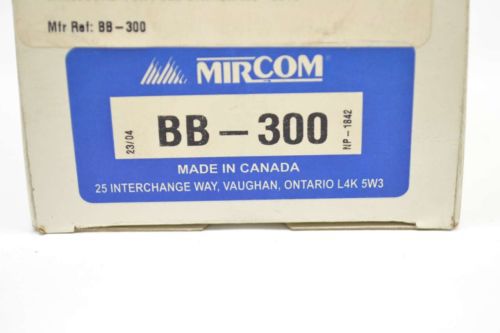 Mfr Ref: BB-300
MIRCOM
23/04
BB-300
NP-1842
MADE IN CANADA
25 INTERCHANGE WAY, VAUGHAN, ONTARIO L4K 5W3